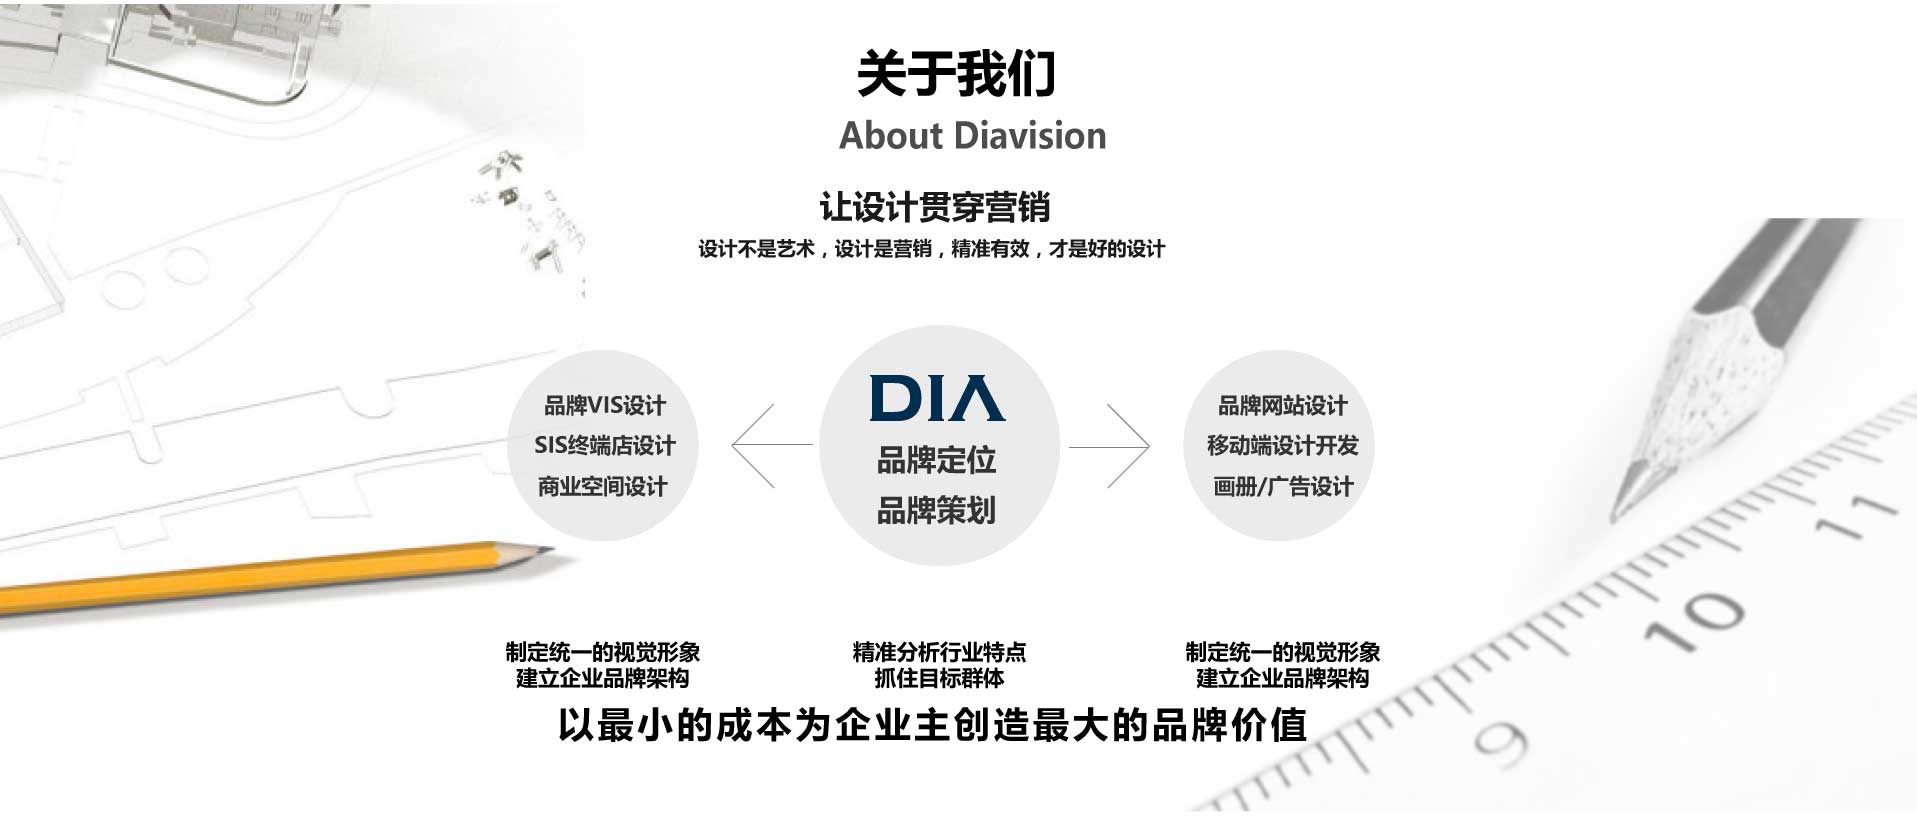 关于我们
About Diavision
让设计贯穿营销
设计不是艺术，设计是营销，精准有效，才是好的设计
品牌VIS设计
SIS终端店设计
商业空间设计
DIA
品牌定位
品牌策划
品牌网站设计
移动端设计开发
画册/广告设计
制定统一的视觉形象
建立企业品牌架构
精准分析行业特点
抓住目标群体
制定统一的视觉形象
建立企业品牌架构
以最小的成本为企业主创造最大的品牌价值
11
10
9